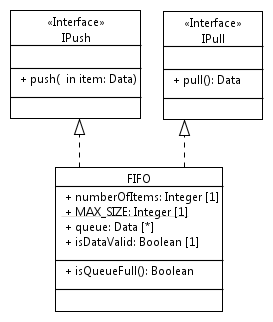 «Interface»
IPush
+ push(  in item: Data)
«Interface»
IPull
+ pull(): Data
FIFO
+ numberOfItems: Integer [1]
+ MAX_SIZE: Integer [1]
+ queue: Data [*]
+ isDataValid: Boolean [1]
+ isQueueFull(): Boolean